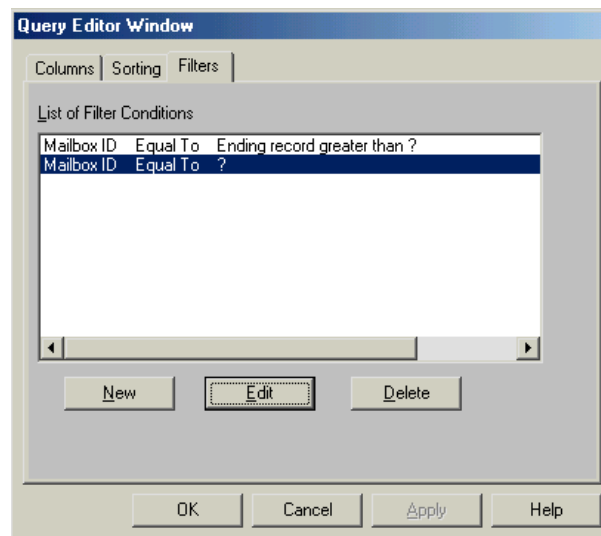 Query Editor Window
Columns Sorting Filters
List of Filter Conditions
Mailbox ID Equal To Ending record greater than ?
Mailbox ID Equal To ?
New Edit Delete
OK Cancel Apply Help